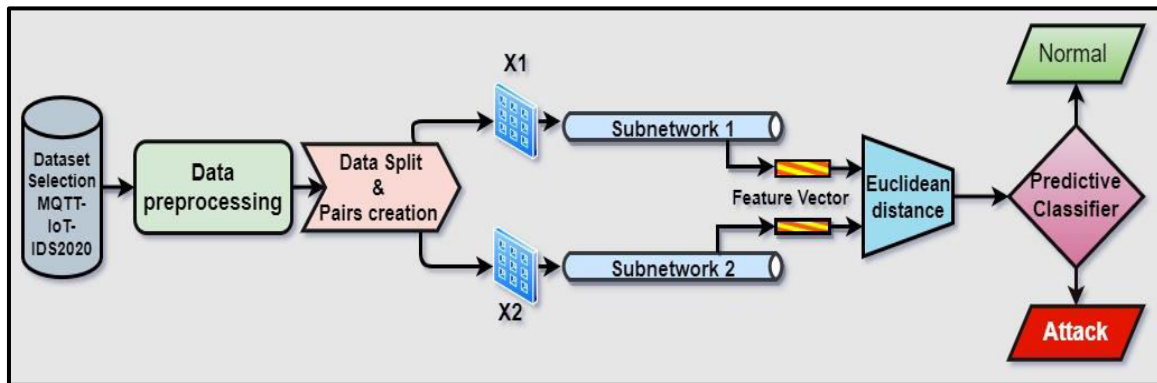 Dataset
Selection
MQTT-
IoT-
IDS2020
Data
preprocessing
Data Split
&
Pairs creation
X1
X2
Subnetwork 1
Subnetwork 2
Feature Vector
Euclidean
distance
Predictive
Classifier
Normal
Attack